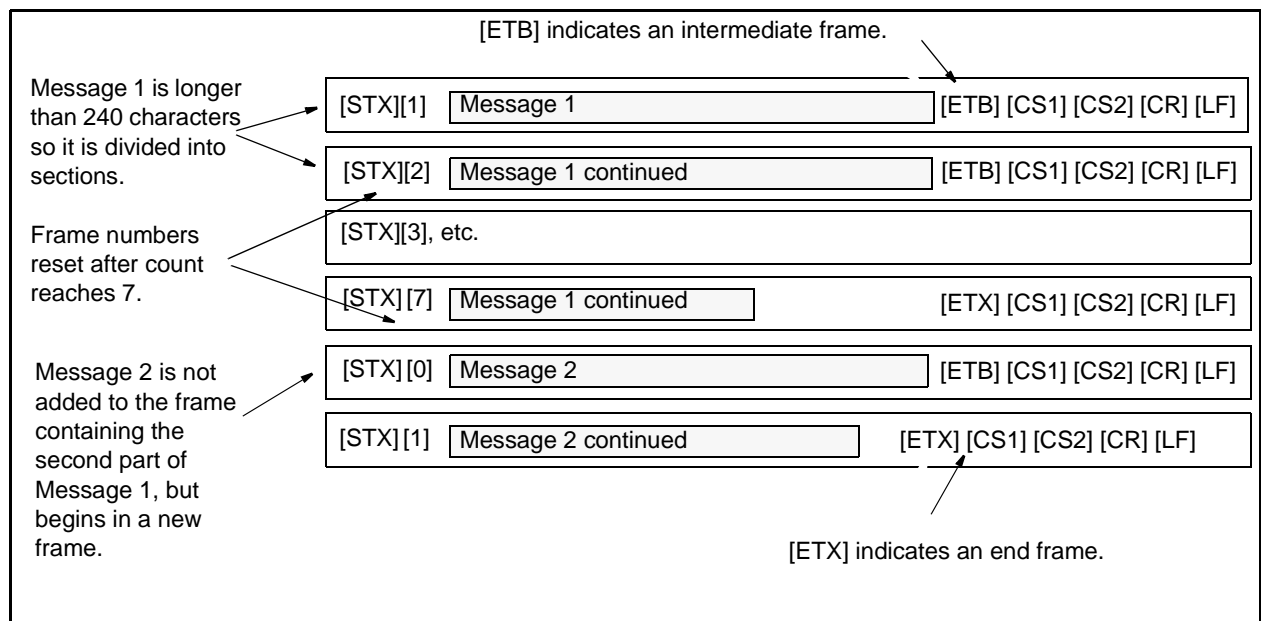 [ETB] indicates an intermediate frame.
Message 1 is longer
than 240 characters
so it is divided into
sections.
[STX][1] Message 1 [ETB] [CS1] [CS2] [CR] [LF]
[STX][2] Message 1 continued [ETB] [CS1] [CS2] [CR] [LF]
Frame numbers
reset after count
reaches 7.
[STX][3], etc.
[STX] [7] Message 1 continued [ETX] [CS1] [CS2] [CR] [LF]
Message 2 is not
added to the frame
containing the
second part of
Message 1, but
begins in a new
frame.
[STX] [0] Message 2 [ETB] [CS1] [CS2] [CR] [LF]
[STX] [1] Message 2 continued [ETX] [CS1] [CS2] [CR] [LF]
[ETX] indicates an end frame.